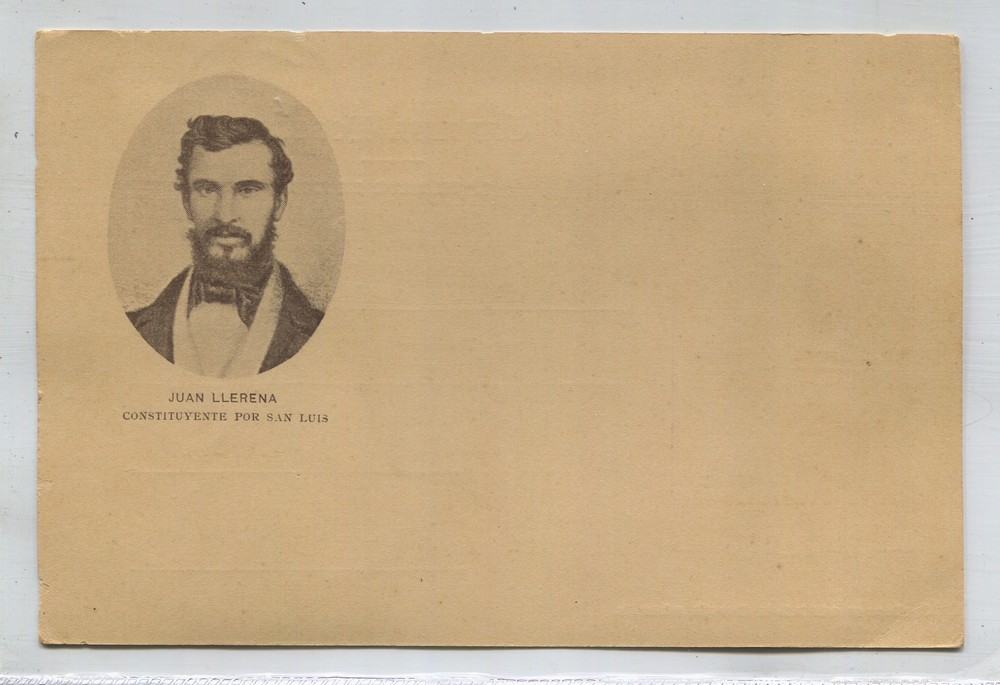 JUAN LLERENA
CONSTITUYENTE POR SAN LUIS